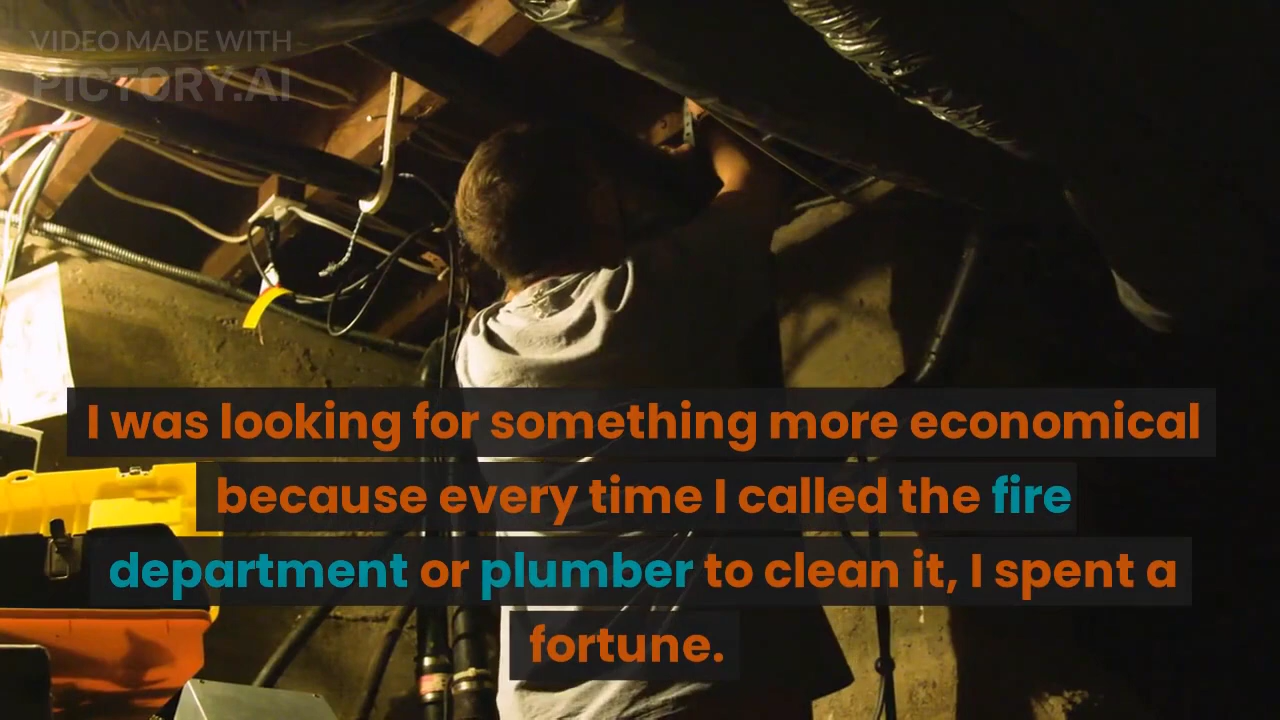 VIDEO MADE WITH
PICTORY.AI
I was looking for something more economical
because every time I called the fire
department or plumber to clean it, I spent a
fortune.